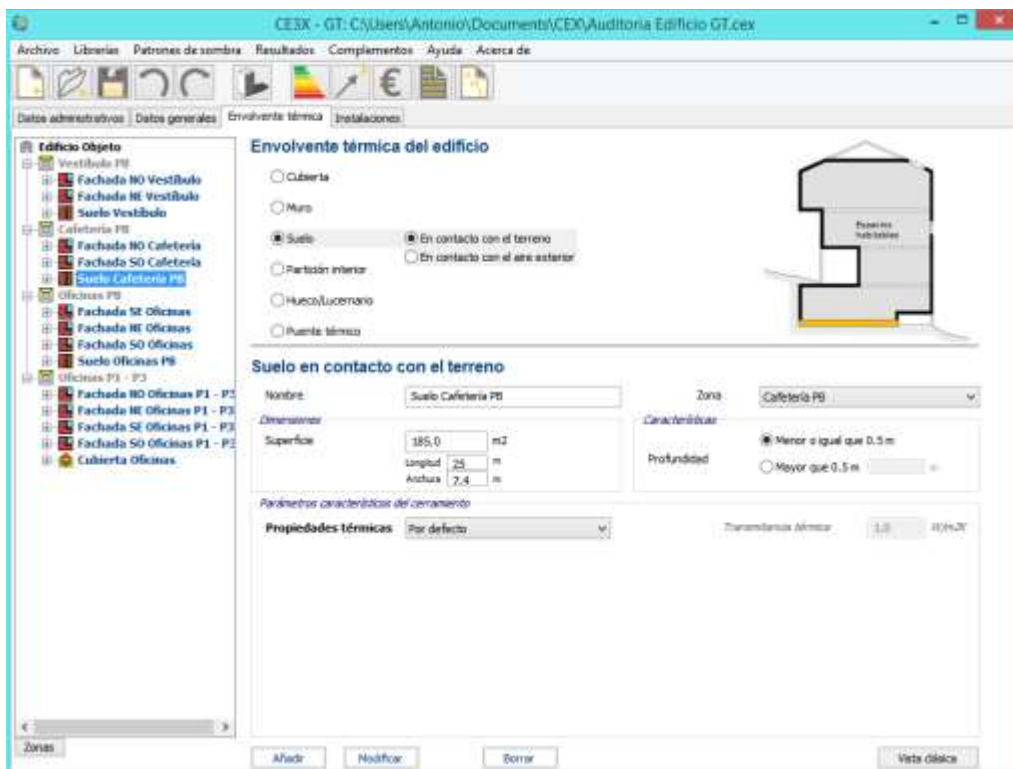 CE3X - GT: C:\Users\Antonio\Documents\CEX\Auditoria Edificio GT.cex
Archivo Librerías Patrones de sombra Resultados Complementos Ayuda Acerca de
Datos administrativos Datos generales Envolvente térmica Instalaciones
Edificio Objeto
Vestíbulo PB
Fachada NO Vestíbulo
Fachada NE Vestíbulo
Suelo Vestíbulo
Cafetería PB
Fachada NO Cafetería
Fachada SO Cafetería
Suelo Cafetería PB
Oficinas PB
Fachada SE Oficinas
Fachada NE Oficinas
Fachada SO Oficinas
Suelo Oficinas PB
Oficinas P1 - P3
Fachada NO Oficinas P1 - P3
Fachada NE Oficinas P1 - P3
Fachada SE Oficinas P1 - P3
Fachada SO Oficinas P1 - P3
Cubierta Oficinas
Zonas
Envolvente térmica del edificio
Cubierta
Muro
Suelo En contacto con el terreno
En contacto con el aire exterior
Partición interior
Hueco/Lucernario
Puente térmico
Espacios
habitables
Suelo en contacto con el terreno
Nombre Suelo Cafetería PB Zona Cafetería PB
Dimensiones Características
Superficie 185.0 m2
Longitud 25 m
Anchura 7.4 m
Profundidad Menor o igual que 0.5 m
Mayor que 0.5 m m
Parámetros característicos del cerramiento
Propiedades térmicas Por defecto Transmitancia térmica 1.0 W/m2K
Añadir Modificar Borrar Vista clásica